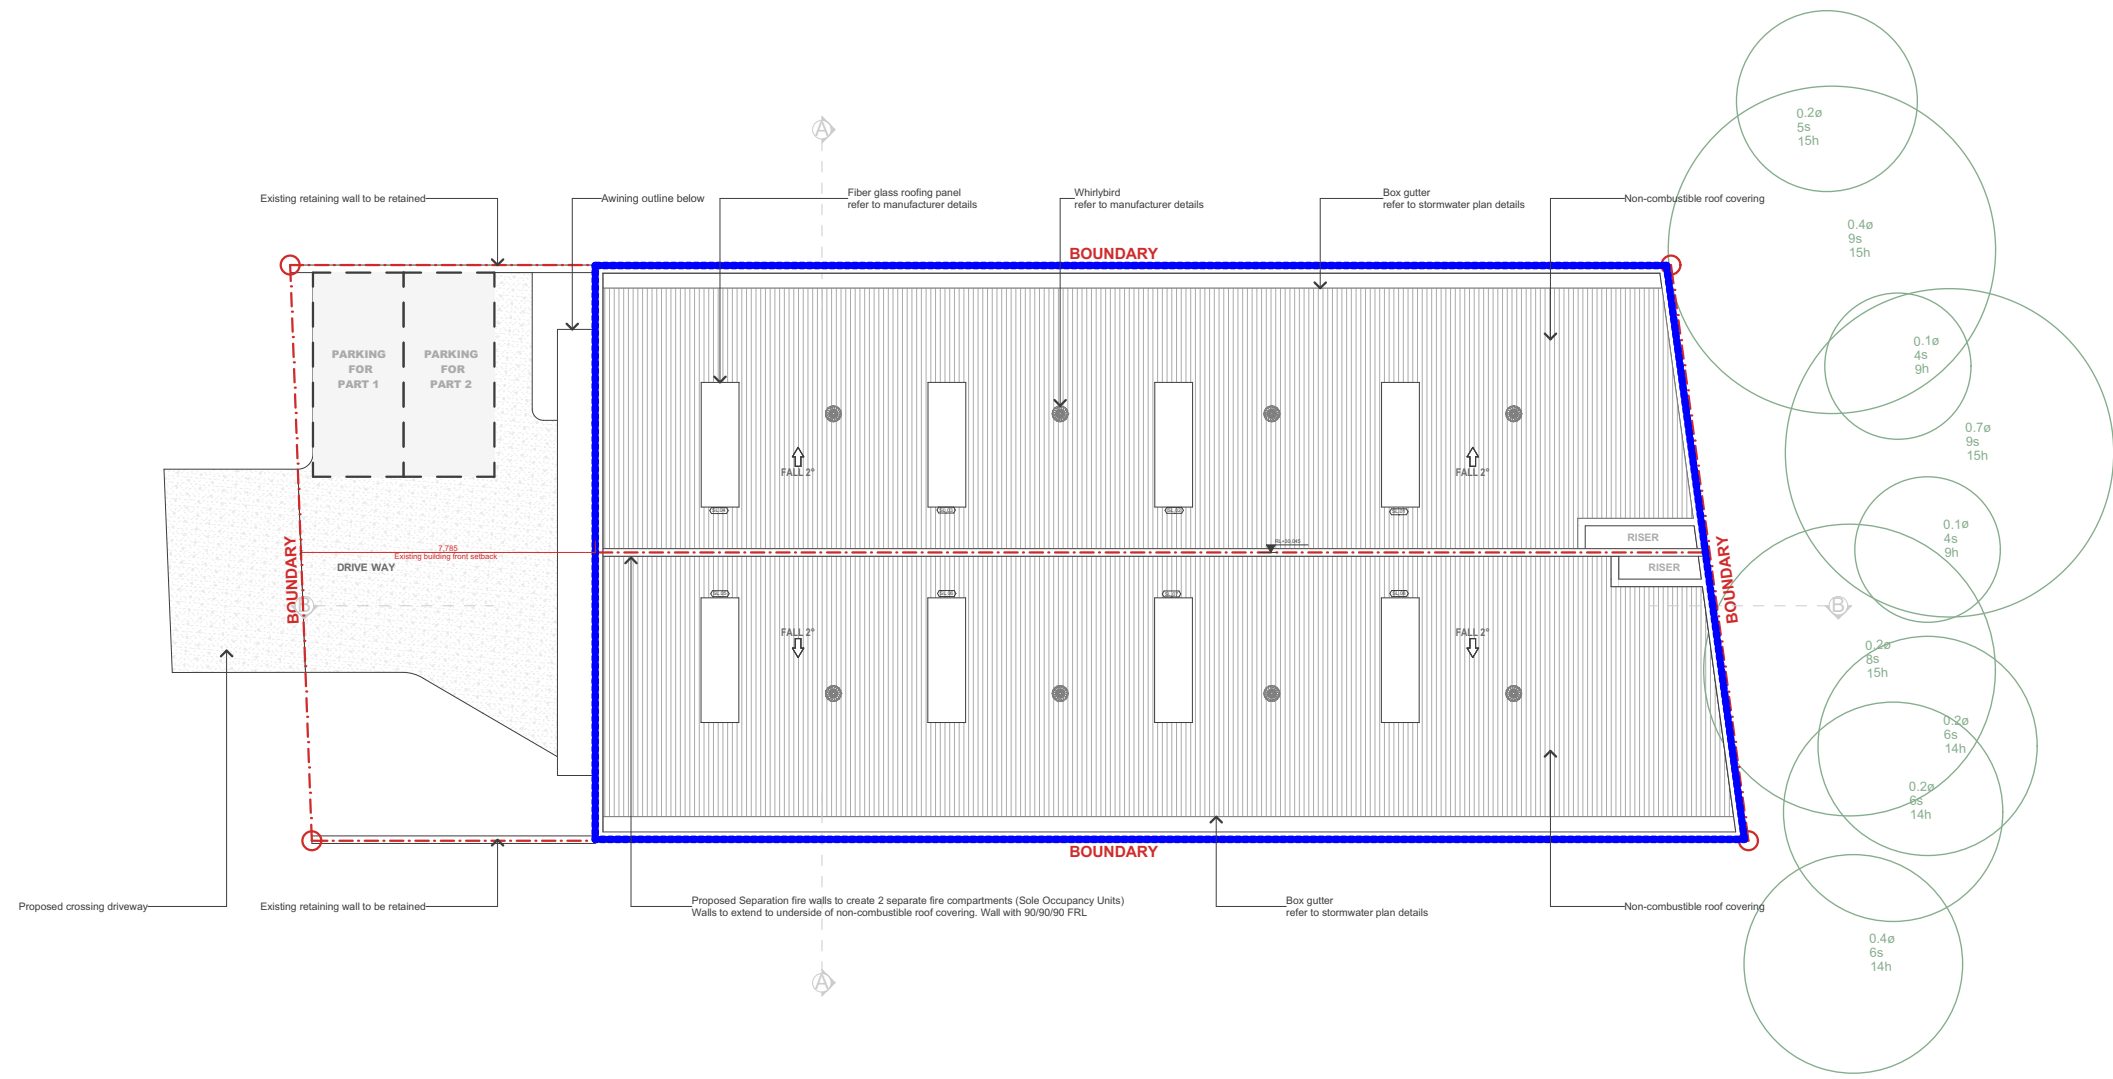 0.2ø
5s
15h
A
Existing retaining wall to be retained
Awining outline below
Fiber glass roofing panel
refer to manufacturer details
Whirlybird
refer to manufacturer details
Box gutter
refer to stormwater plan details
Non-combustible roof covering
0.4ø
9s
15h
BOUNDARY
PARKING
FOR
PART 1
PARKING
FOR
PART 2
0.1ø
4s
9h
0.7ø
9s
15h
FALL 2°
FALL 2°
0.1ø
4s
9h
RISER
7,785
Existing building front setback
DRIVE WAY
RISER
BOUNDARY
BOUNDARY
B
B
FALL 2°
FALL 2°
0.2ø
8s
15h
0.2ø
6s
14h
0.2ø
6s
14h
BOUNDARY
Proposed crossing driveway
Existing retaining wall to be retained
Proposed Separation fire walls to create 2 separate fire compartments (Sole Occupancy Units)
Walls to extend to underside of non-combustible roof covering. Wall with 90/90/90 FRL
Box gutter
refer to stormwater plan details
Non-combustible roof covering
0.4ø
6s
14h
A